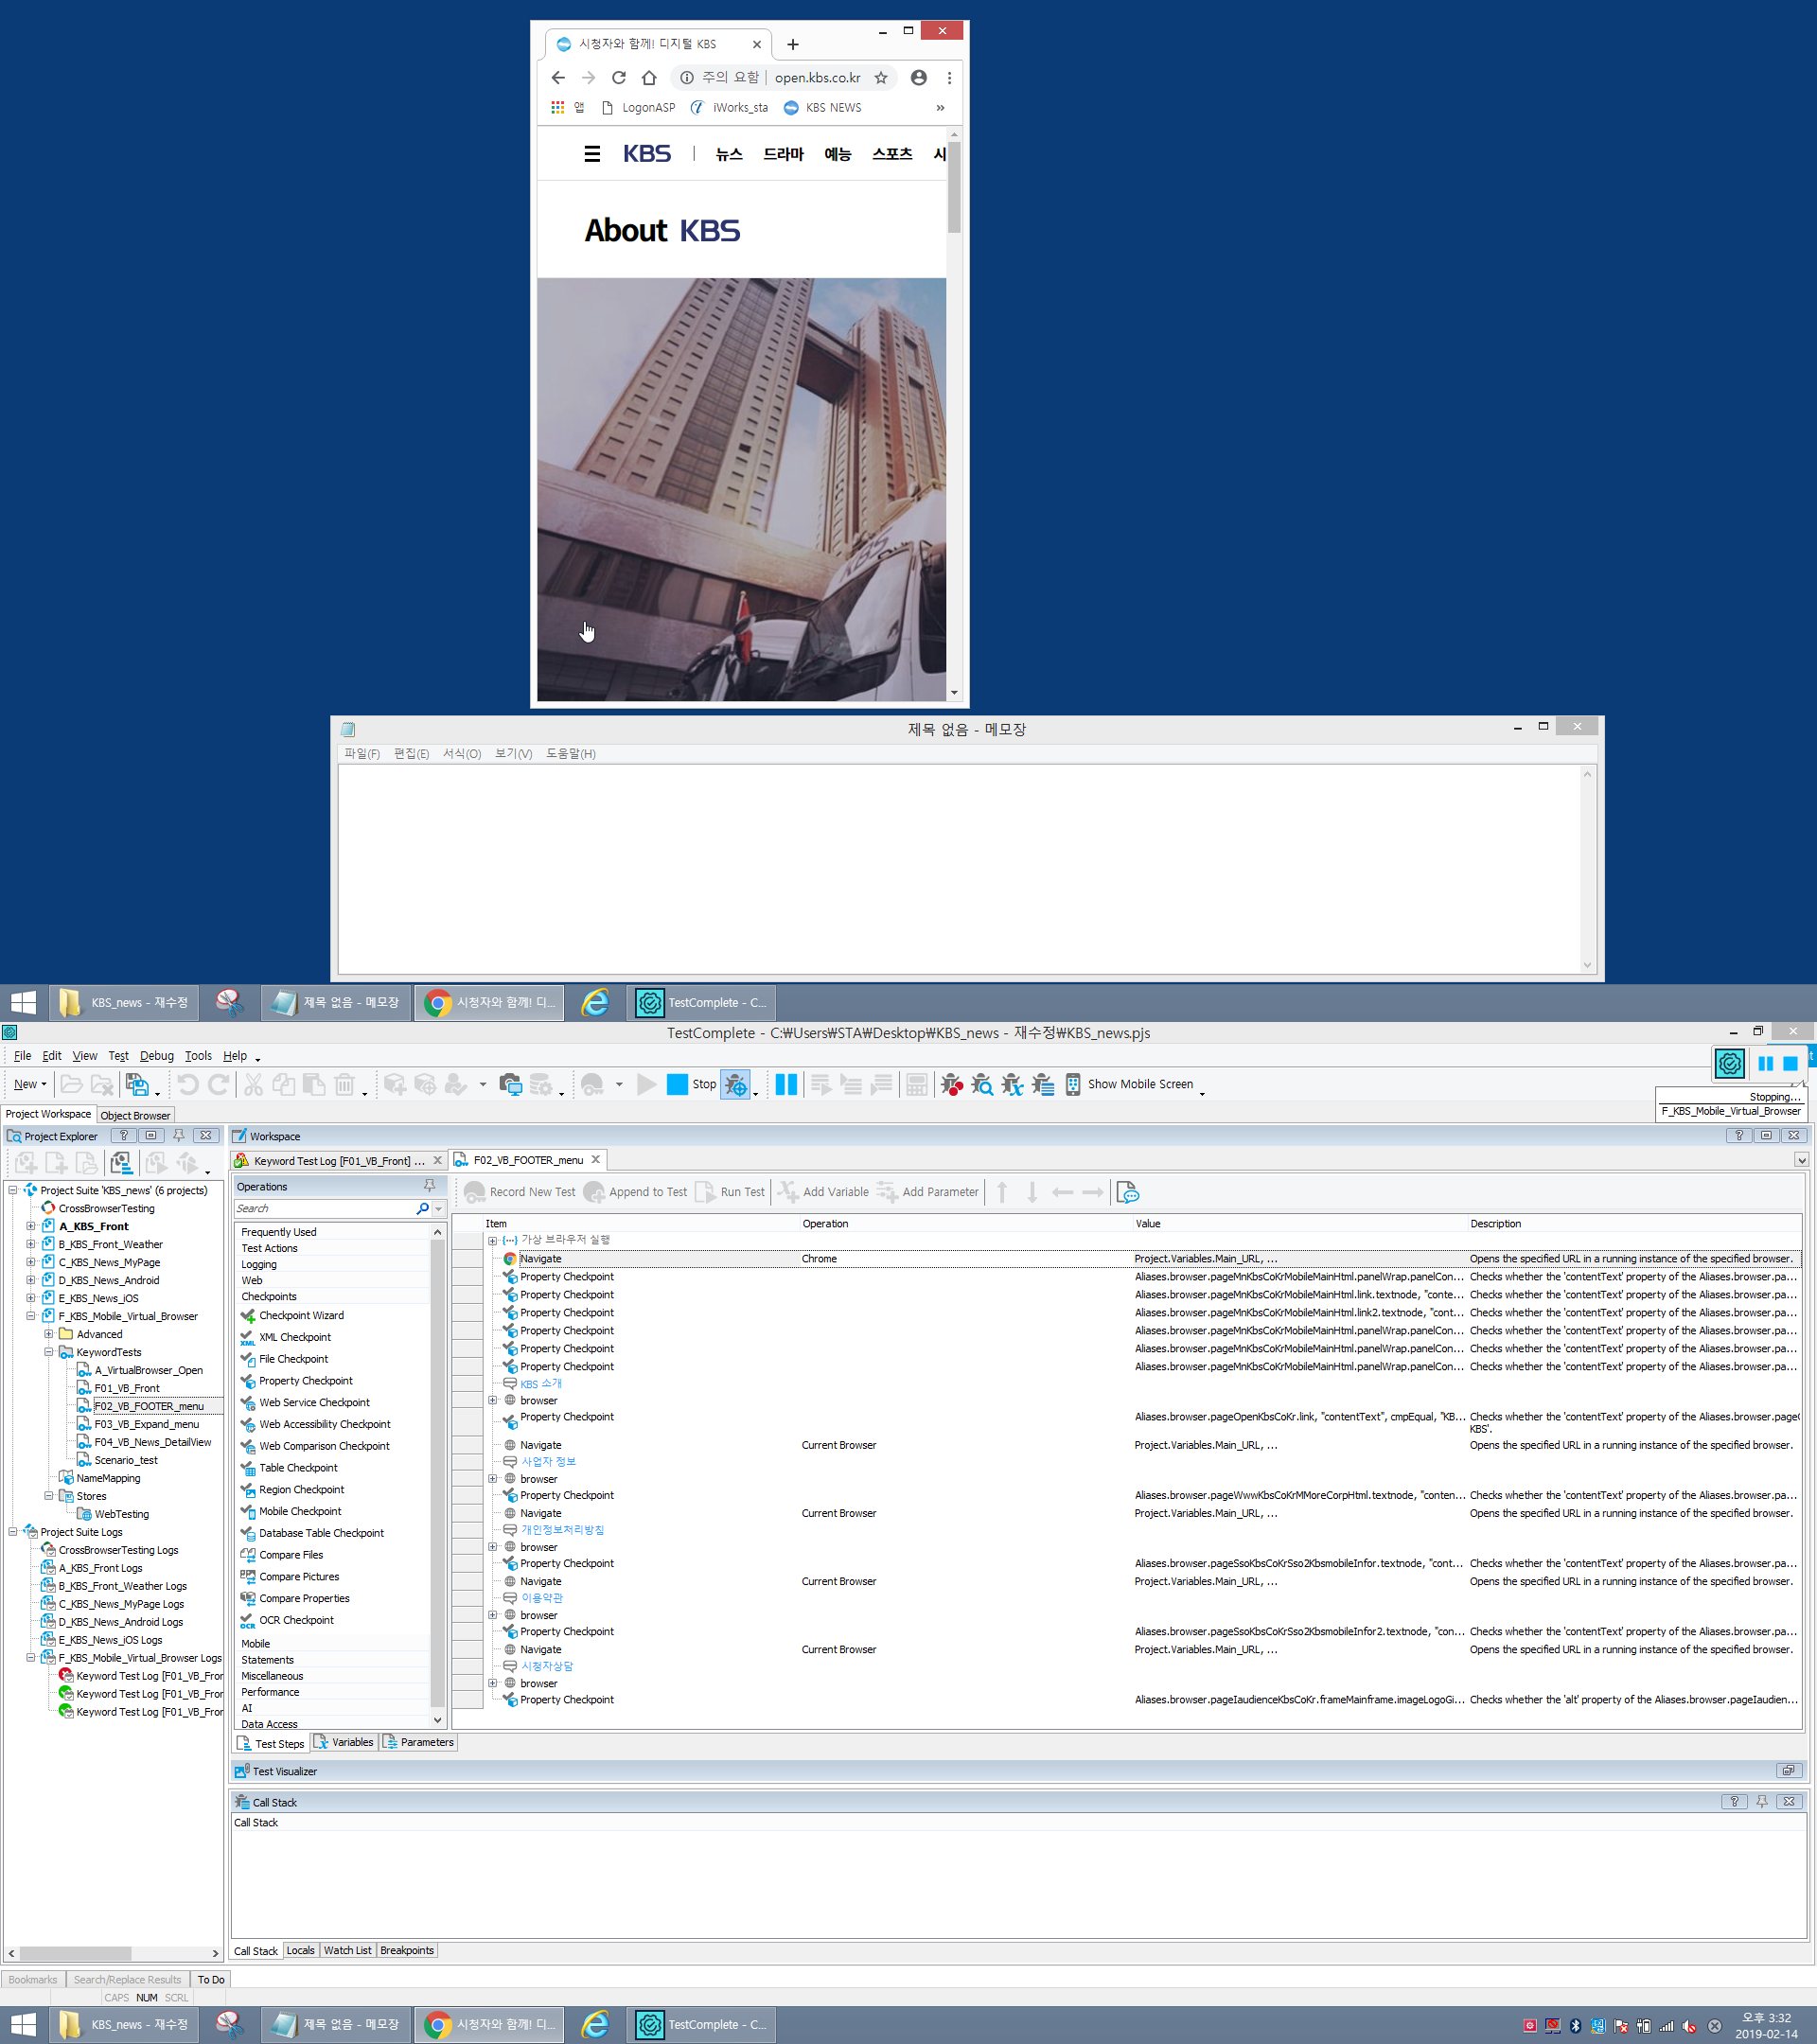 시청자와 함께! 디지털 KBS
주의 요함 | open.kbs.co.kr
앱 LogonASP iWorks_sta KBS NEWS »
KBS | 뉴스 드라마 예능 스포츠 시
About KBS
KBS
제목 없음 - 메모장
파일(F) 편집(E) 서식(O) 보기(V) 도움말(H)
KBS_news - 재수정 제목 없음 - 메모장 시청자와 함께! 디... TestComplete - C...
TestComplete - C:₩Users₩STA₩Desktop₩KBS_news - 재수정₩KBS_news.pjs
File Edit View Test Debug Tools Help
New Stop Show Mobile Screen
Stopping...
F_KBS_Mobile_Virtual_Browser
Project Workspace Object Browser
Project Explorer
Workspace
Keyword Test Log [F01_VB_Front] ... F02_VB_FOOTER_menu
Project Suite 'KBS_news' (6 projects)
CrossBrowserTesting
A_KBS_Front
B_KBS_Front_Weather
C_KBS_News_MyPage
D_KBS_News_Android
E_KBS_News_iOS
F_KBS_Mobile_Virtual_Browser
Advanced
KeywordTests
A_VirtualBrowser_Open
F01_VB_Front
F02_VB_FOOTER_menu
F03_VB_Expand_menu
F04_VB_News_DetailView
Scenario_test
NameMapping
Stores
WebTesting
Project Suite Logs
CrossBrowserTesting Logs
A_KBS_Front Logs
B_KBS_Front_Weather Logs
C_KBS_News_MyPage Logs
D_KBS_News_Android Logs
E_KBS_News_iOS Logs
F_KBS_Mobile_Virtual_Browser Logs
Keyword Test Log [F01_VB_Fror
Keyword Test Log [F01_VB_Fror
Keyword Test Log [F01_VB_Fror
Operations
Search
Frequently Used
Test Actions
Logging
Web
Checkpoints
Checkpoint Wizard
XML Checkpoint
File Checkpoint
Property Checkpoint
Web Service Checkpoint
Web Accessibility Checkpoint
Web Comparison Checkpoint
Table Checkpoint
Region Checkpoint
Mobile Checkpoint
Database Table Checkpoint
Compare Files
Compare Pictures
Compare Properties
OCR Checkpoint
Mobile
Statements
Miscellaneous
Performance
AI
Data Access
Record New Test Append to Test Run Test Add Variable Add Parameter
Item Operation Value Description
가상 브라우저 실행
Navigate Chrome Project.Variables.Main_URL, ... Opens the specified URL in a running instance of the specified browser.
Property Checkpoint Aliases.browser.pageMnKbsCoKrMobileMainHtml.panelWrap.panelCon... Checks whether the 'contentText' property of the Aliases.browser.pa...
Property Checkpoint Aliases.browser.pageMnKbsCoKrMobileMainHtml.link.textnode, "conte... Checks whether the 'contentText' property of the Aliases.browser.pa...
Property Checkpoint Aliases.browser.pageMnKbsCoKrMobileMainHtml.link2.textnode, "cont... Checks whether the 'contentText' property of the Aliases.browser.pa...
Property Checkpoint Aliases.browser.pageMnKbsCoKrMobileMainHtml.panelWrap.panelCon... Checks whether the 'contentText' property of the Aliases.browser.pa...
Property Checkpoint Aliases.browser.pageMnKbsCoKrMobileMainHtml.panelWrap.panelCon... Checks whether the 'contentText' property of the Aliases.browser.pa...
Property Checkpoint Aliases.browser.pageMnKbsCoKrMobileMainHtml.panelWrap.panelCon... Checks whether the 'contentText' property of the Aliases.browser.pa...
KBS 소개
browser
Property Checkpoint Aliases.browser.pageOpenKbsCoKr.link, "contentText", cmpEqual, "KB... Checks whether the 'contentText' property of the Aliases.browser.page
KBS'.
Navigate Current Browser Project.Variables.Main_URL, ... Opens the specified URL in a running instance of the specified browser.
사업자 정보
browser
Property Checkpoint Aliases.browser.pageWwwKbsCoKrMMoreCorpHtml.textnode, "conten... Checks whether the 'contentText' property of the Aliases.browser.pa...
Navigate Current Browser Project.Variables.Main_URL, ... Opens the specified URL in a running instance of the specified browser.
개인정보처리방침
browser
Property Checkpoint Aliases.browser.pageSsoKbsCoKrSso2KbsmobileInfor.textnode, "cont... Checks whether the 'contentText' property of the Aliases.browser.pa...
Navigate Current Browser Project.Variables.Main_URL, ... Opens the specified URL in a running instance of the specified browser.
이용약관
browser
Property Checkpoint Aliases.browser.pageSsoKbsCoKrSso2KbsmobileInfor2.textnode, "con... Checks whether the 'contentText' property of the Aliases.browser.pa...
Navigate Current Browser Project.Variables.Main_URL, ... Opens the specified URL in a running instance of the specified browser.
시청자상담
browser
Property Checkpoint Aliases.browser.pageIaudienceKbsCoKr.frameMainframe.imageLogoGi... Checks whether the 'alt' property of the Aliases.browser.pageIaudien...
Test Steps Variables Parameters
Test Visualizer
Call Stack
Call Stack
Call Stack Locals Watch List Breakpoints
Bookmarks Search/Replace Results To Do
CAPS NUM SCRL
KBS_news - 재수정 제목 없음 - 메모장 시청자와 함께! 디... TestComplete - C...
오후 3:32
2019-02-14